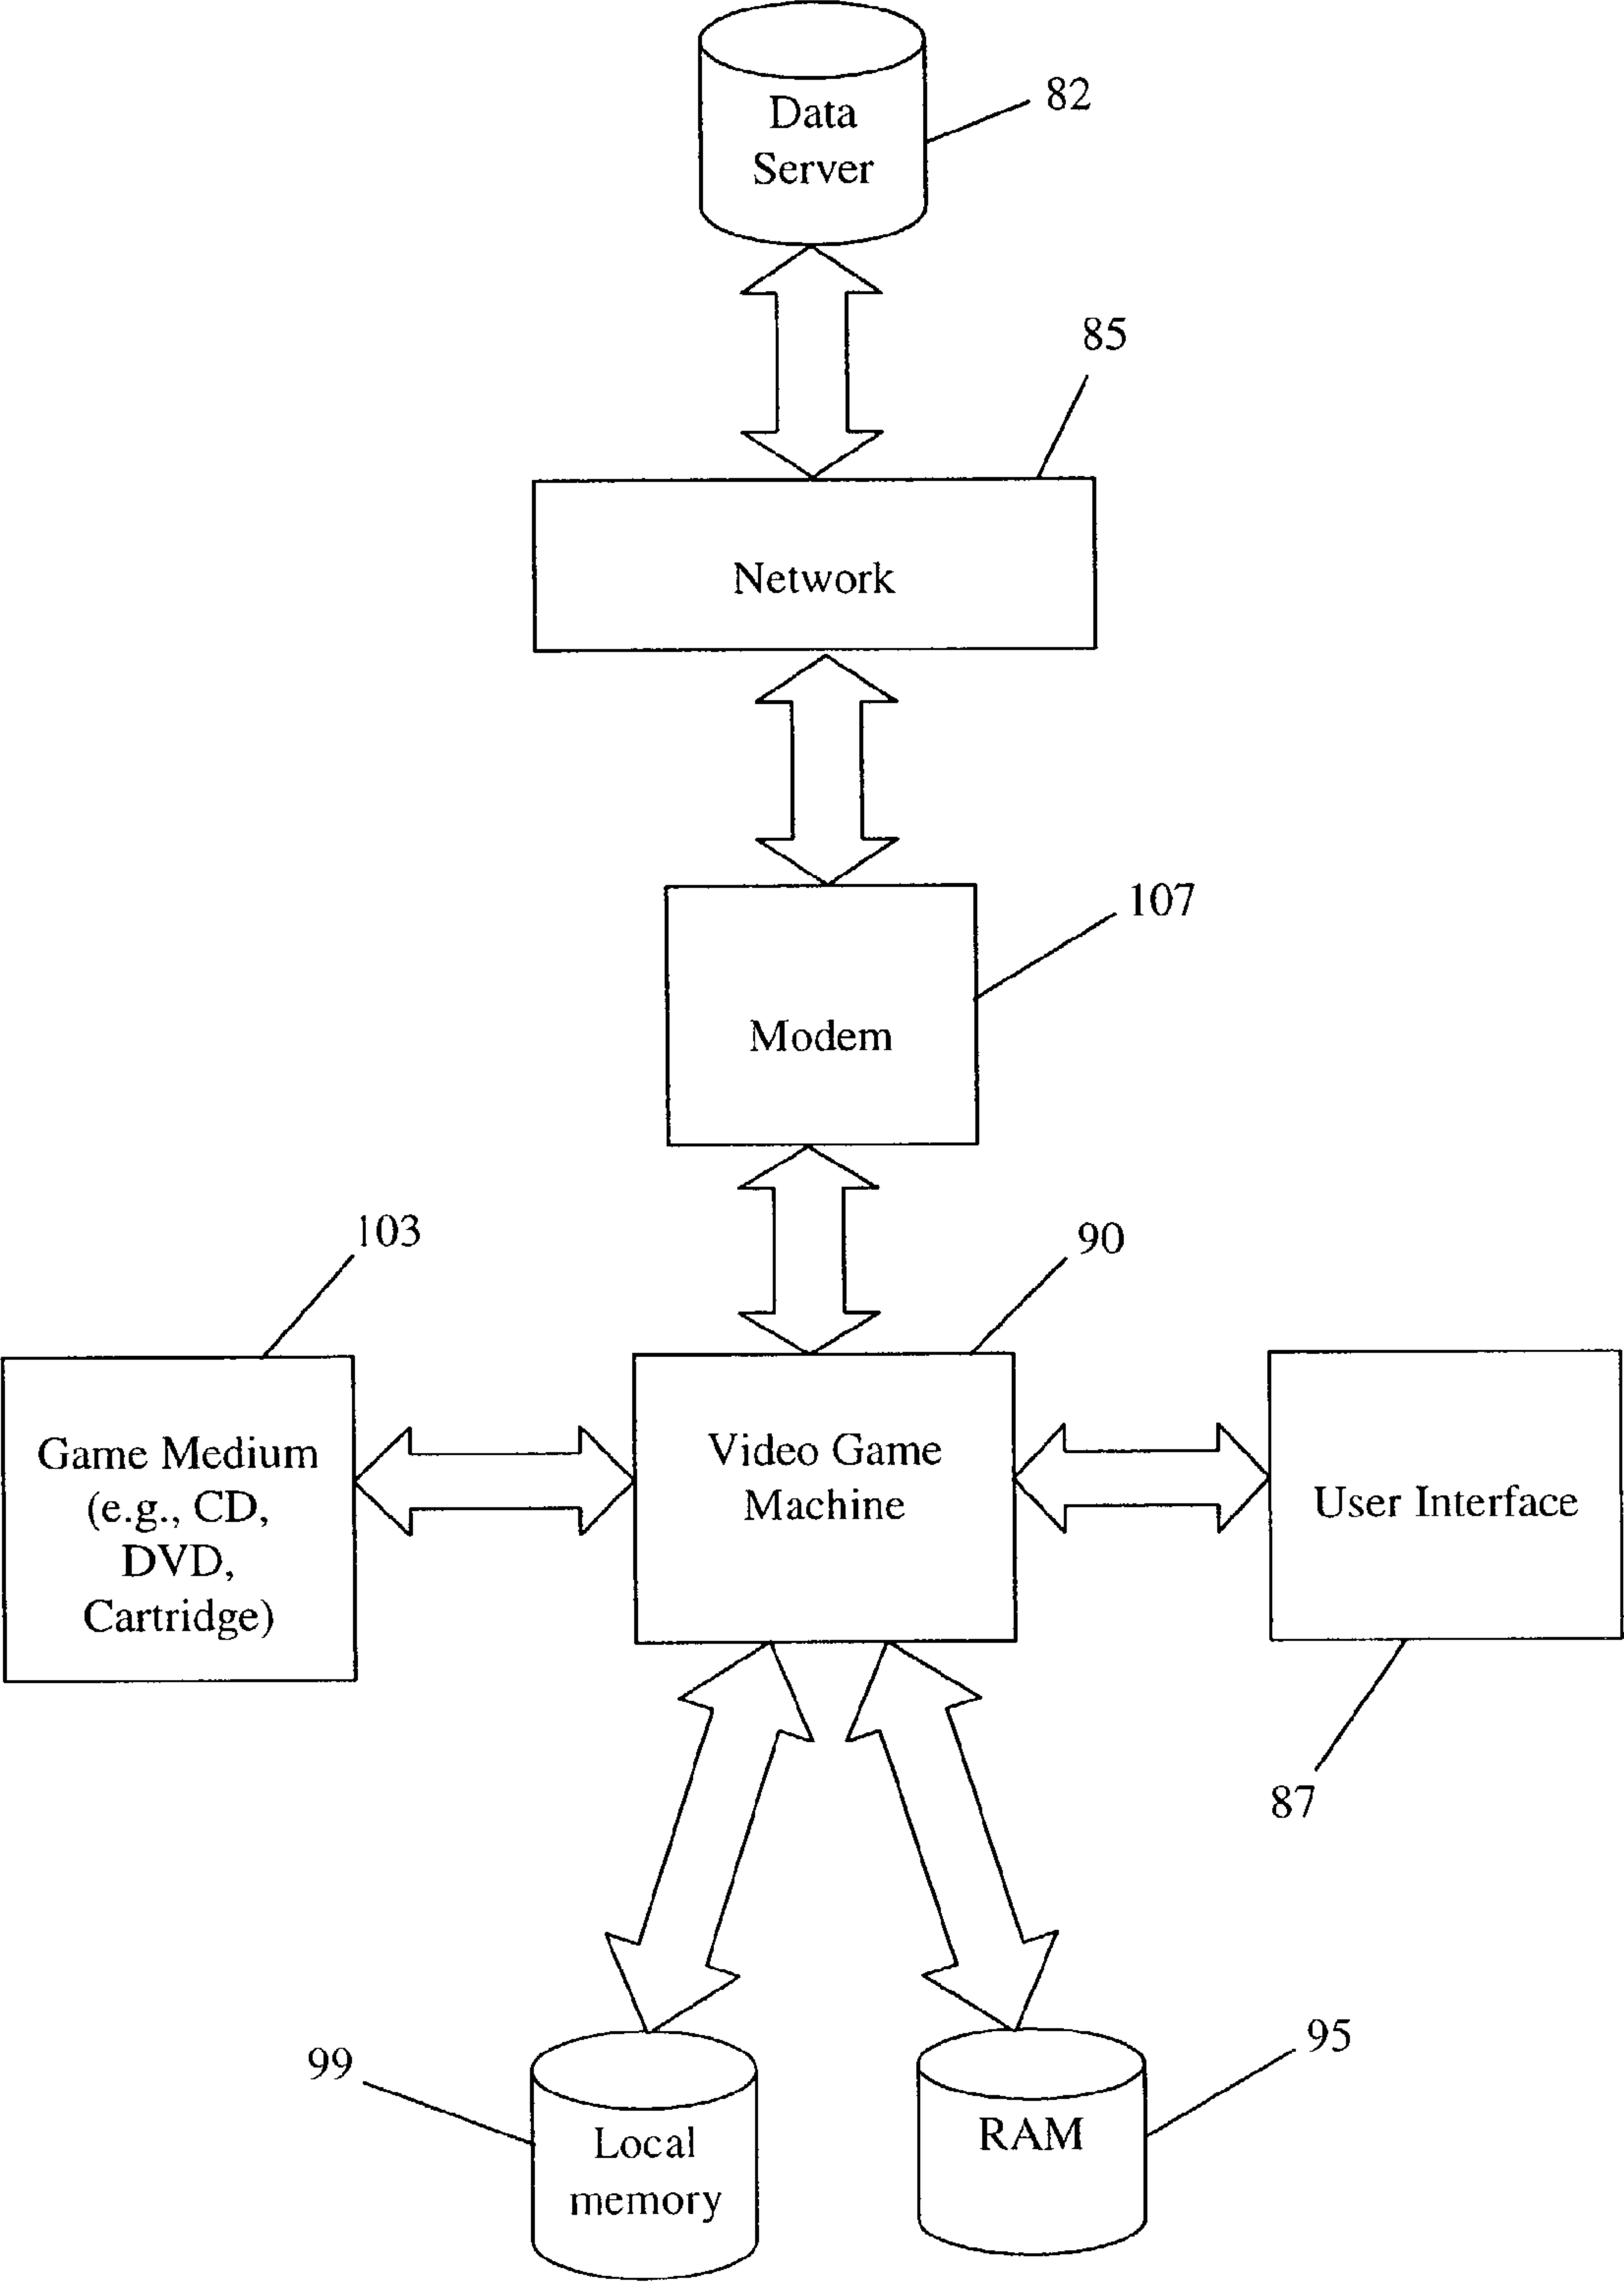 Data
Server
82
85
Network
107
Modem
103
90
Game Medium
(e.g., CD,
DVD,
Cartridge)
Video Game
Machine
User Interface
87
99
Local
memory
RAM
95